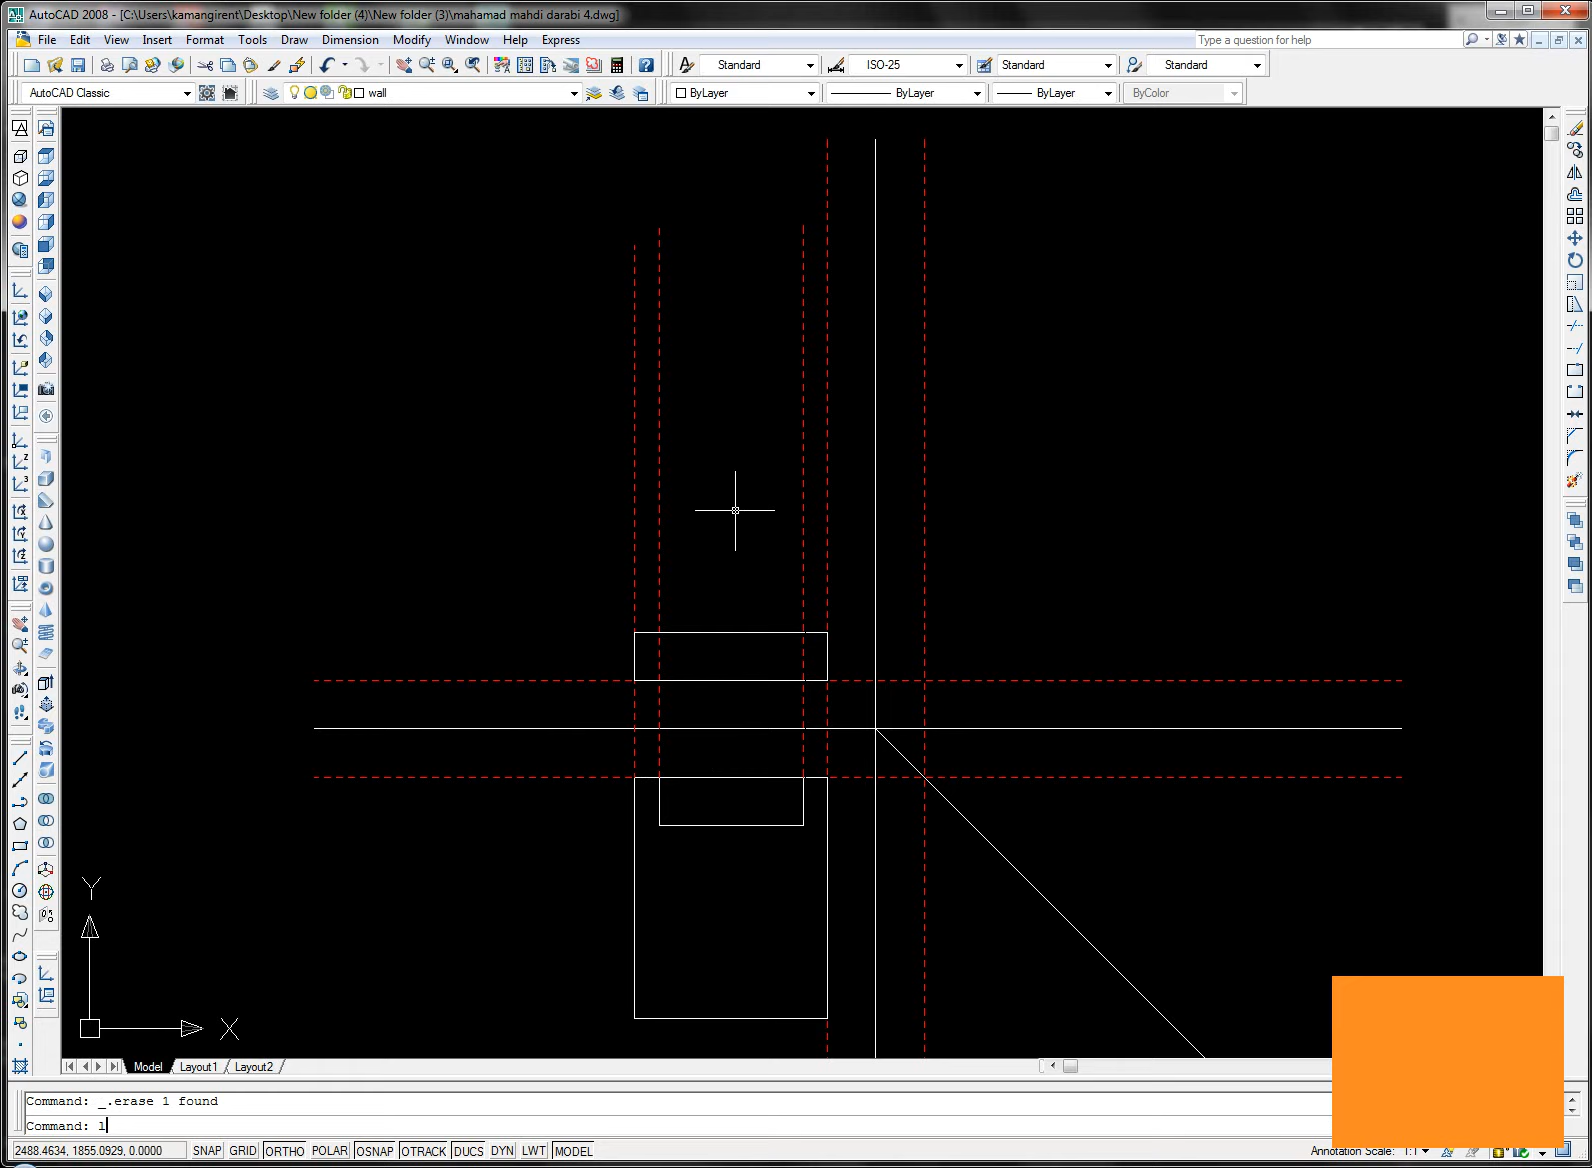 AutoCAD 2008 - [C:\Users\kamangirent\Desktop\New folder (4)\New folder (3)\mahamad mahdi darabi 4.dwg]
File Edit View Insert Format Tools Draw Dimension Modify Window Help Express Type a question for help
Standard ISO-25 Standard Standard
AutoCAD Classic wall ByLayer ByLayer ByLayer ByColor
Y
X
Model Layout1 Layout2
Command: _.erase 1 found
Command: l
2488.4634, 1855.0929, 0.0000 SNAP GRID ORTHO POLAR OSNAP OTRACK DUCS DYN LWT MODEL Annotation Scale: 1:1